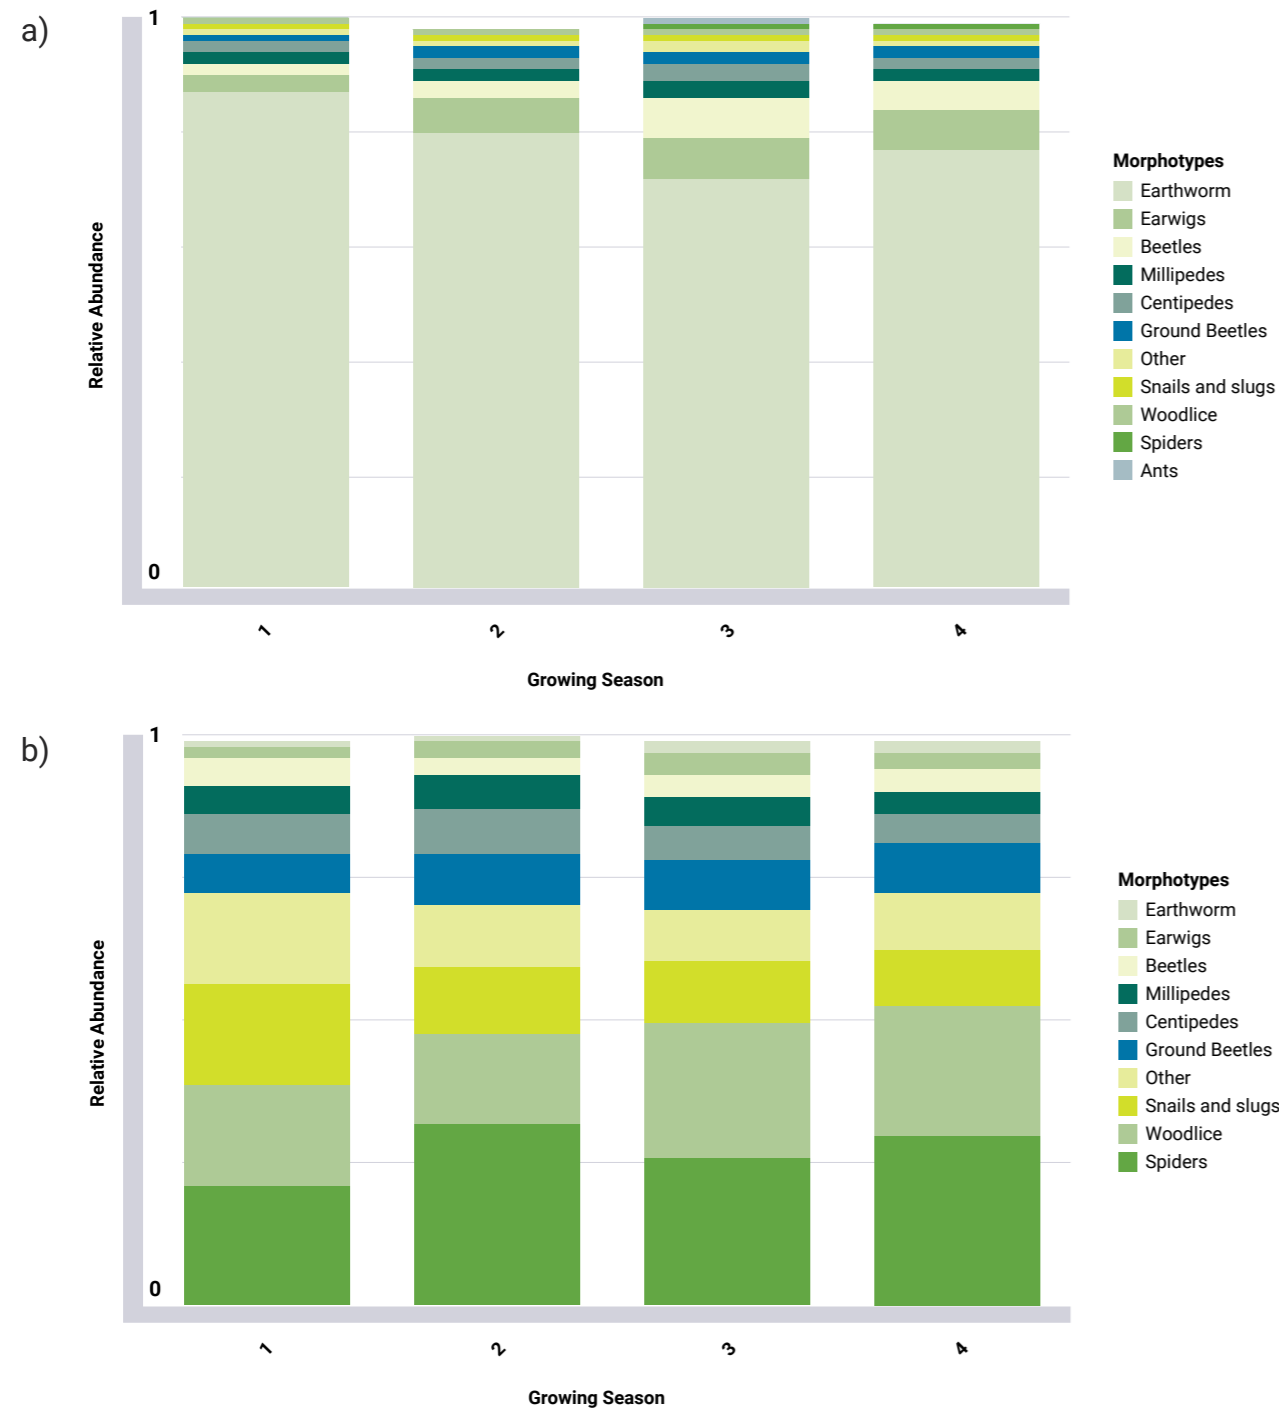 a)
1
Relative Abundance
0
1
2
3
4
Growing Season
Morphotypes
Earthworm
Earwigs
Beetles
Millipedes
Centipedes
Ground Beetles
Other
Snails and slugs
Woodlice
Spiders
Ants
b)
1
Relative Abundance
0
1
2
3
4
Growing Season
Morphotypes
Earthworm
Earwigs
Beetles
Millipedes
Centipedes
Ground Beetles
Other
Snails and slugs
Woodlice
Spiders